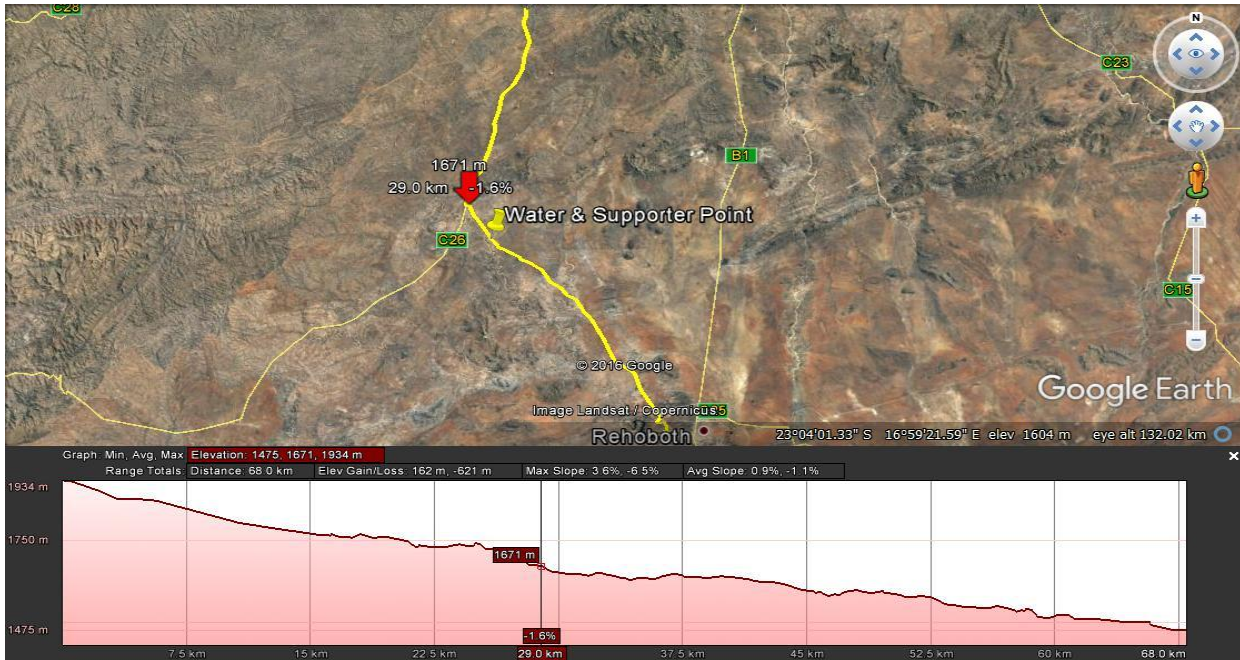 C28
N
C23
1671 m
B1
29.0 km -1.6%
Water & Supporter Point
C26
C15
© 2016 Google
Google Earth
Image Landsat / Copernicus
Rehoboth
23°04'01.33" S 16°59'21.59" E elev 1604 m eye alt 132.02 km
Graph: Min, Avg, Max Elevation: 1475, 1671, 1934 m
Range Totals: Distance: 68.0 km Elev Gain/Loss: 162 m, -621 m Max Slope: 3.6%, -6.5% Avg Slope: 0.9%, -1.1%
1934 m
1750 m
1671 m
1475 m
-1.6%
7.5 km 15 km 22.5 km 29.0 km 37.5 km 45 km 52.5 km 60 km 68.0 km